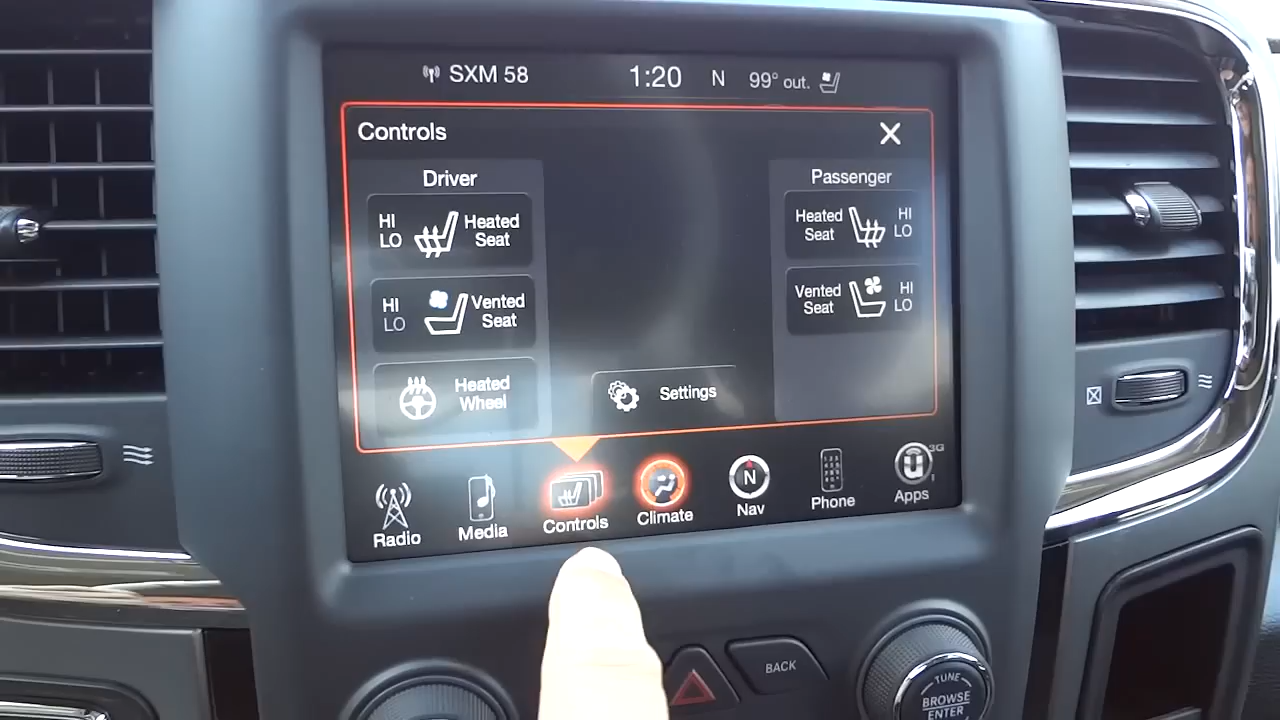 SXM 58 1:20 N 99° out.
Controls X
Driver
HI
LO
Heated
Seat
HI
LO
Vented
Seat
Heated
Wheel
Settings
Passenger
Heated
Seat
HI
LO
Vented
Seat
HI
LO
Radio
Media
Controls
Climate
N
Nav
Phone
3G
U
Apps
BACK
TUNE
BROWSE
ENTER